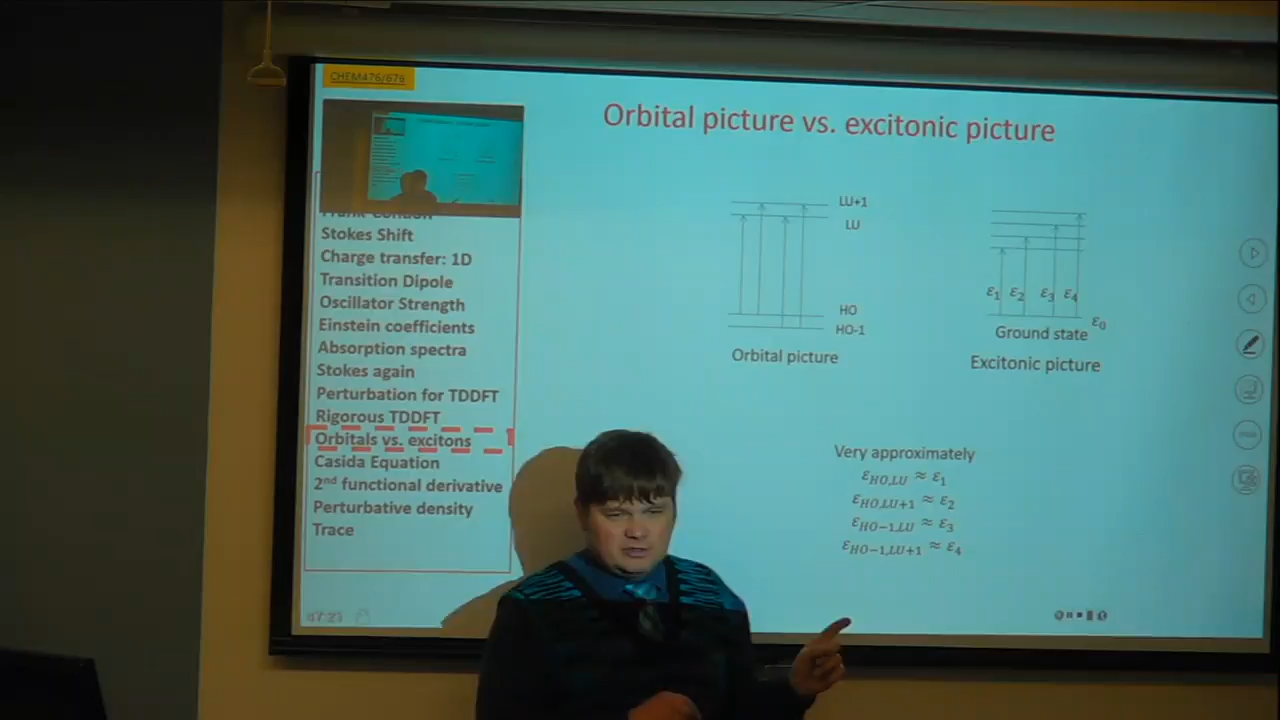 CHEM476/676
Orbital picture vs. excitonic picture
Frank-Condon
Stokes Shift
Charge transfer: 1D
Transition Dipole
Oscillator Strength
Einstein coefficients
Absorption spectra
Stokes again
Perturbation for TDDFT
Rigorous TDDFT
Orbitals vs. excitons
Casida Equation
2nd functional derivative
Perturbative density
Trace
LU+1
LU
HO
HO-1
Orbital picture
ε1 ε2 ε3 ε4
ε0
Ground state
Excitonic picture
Very approximately
εHO,LU ≈ ε1
εHO,LU+1 ≈ ε2
εHO−1,LU ≈ ε3
εHO−1,LU+1 ≈ ε4